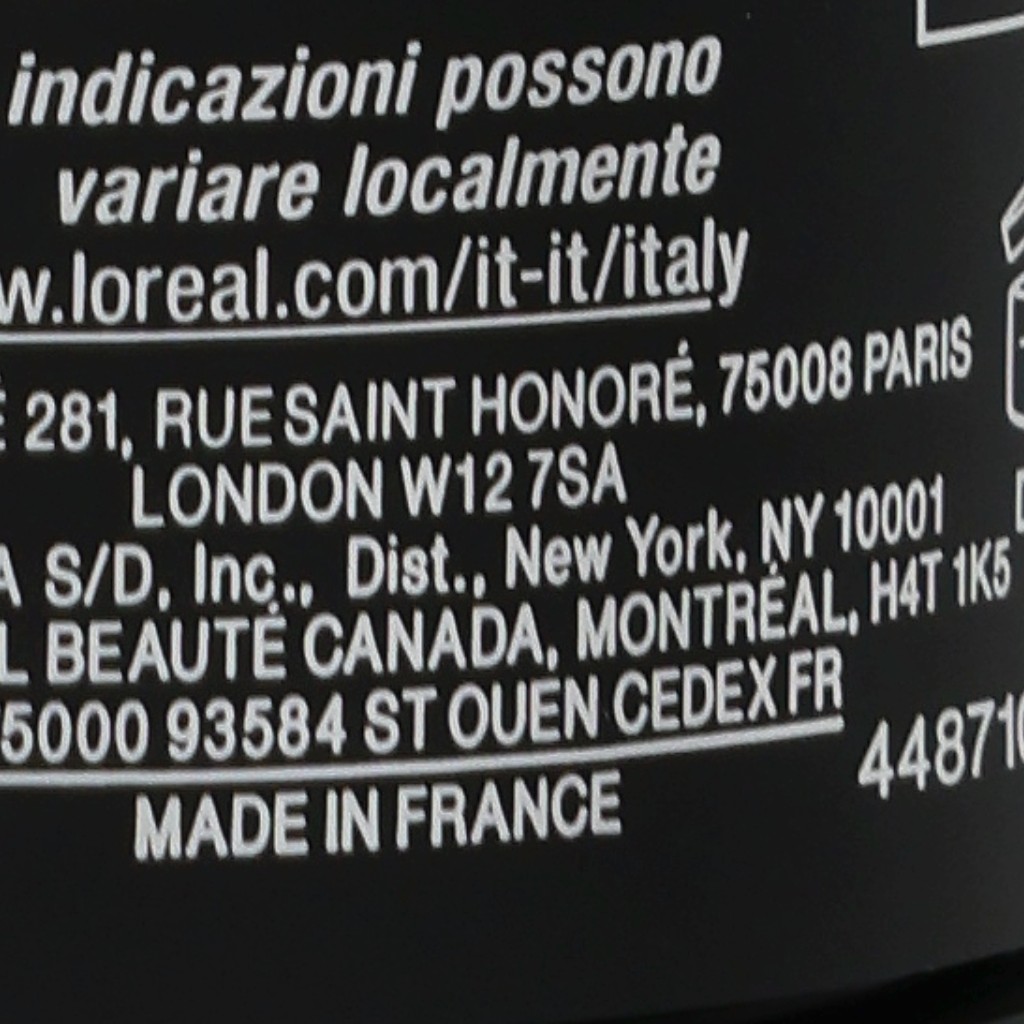 indicazioni possono
variare localmente
w.loreal.com/it-it/italy
281, RUE SAINT HONORÉ, 75008 PARIS
LONDON W12 7SA
A S/D, Inc., Dist., New York, NY 10001
L BEAUTÉ CANADA, MONTRÉAL, H4T 1K5
5000 93584 ST OUEN CEDEX FR
448710
MADE IN FRANCE